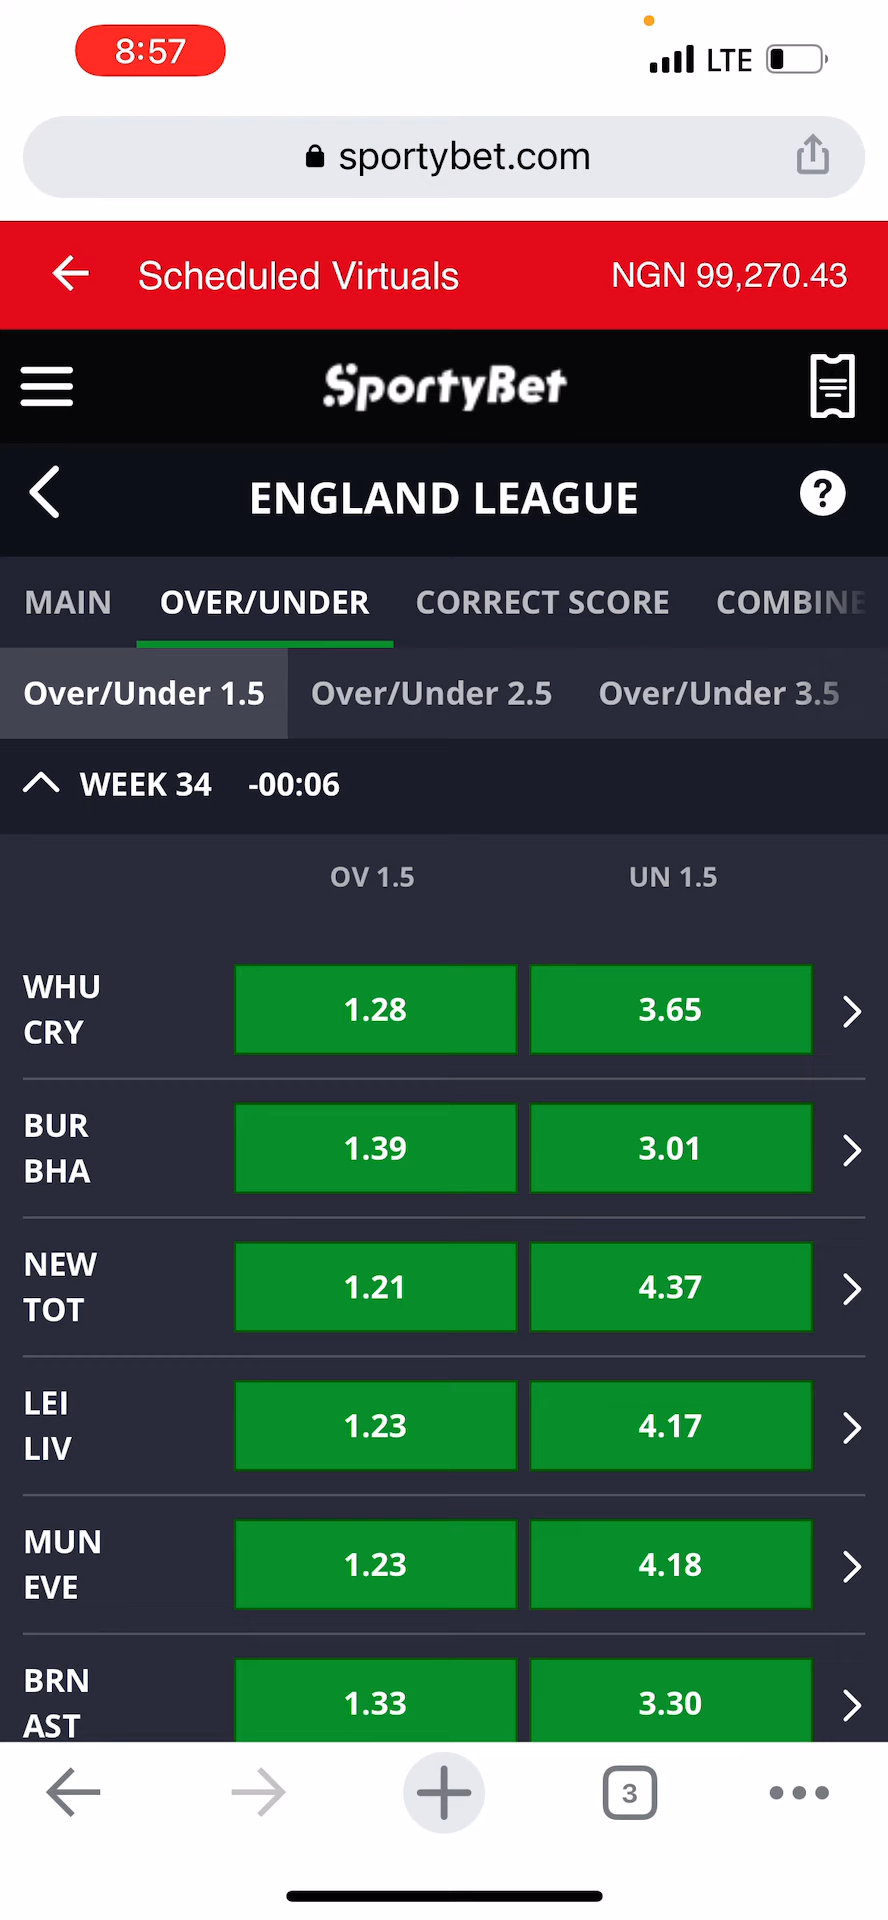 8:57 LTE
sportybet.com
Scheduled Virtuals NGN 99,270.43
SportyBet
ENGLAND LEAGUE ?
MAIN OVER/UNDER CORRECT SCORE COMBINE
Over/Under 1.5 Over/Under 2.5 Over/Under 3.5
WEEK 34 -00:06
OV 1.5 UN 1.5
WHU
CRY
1.28 3.65
BUR
BHA
1.39 3.01
NEW
TOT
1.21 4.37
LEI
LIV
1.23 4.17
MUN
EVE
1.23 4.18
BRN
AST
1.33 3.30
3